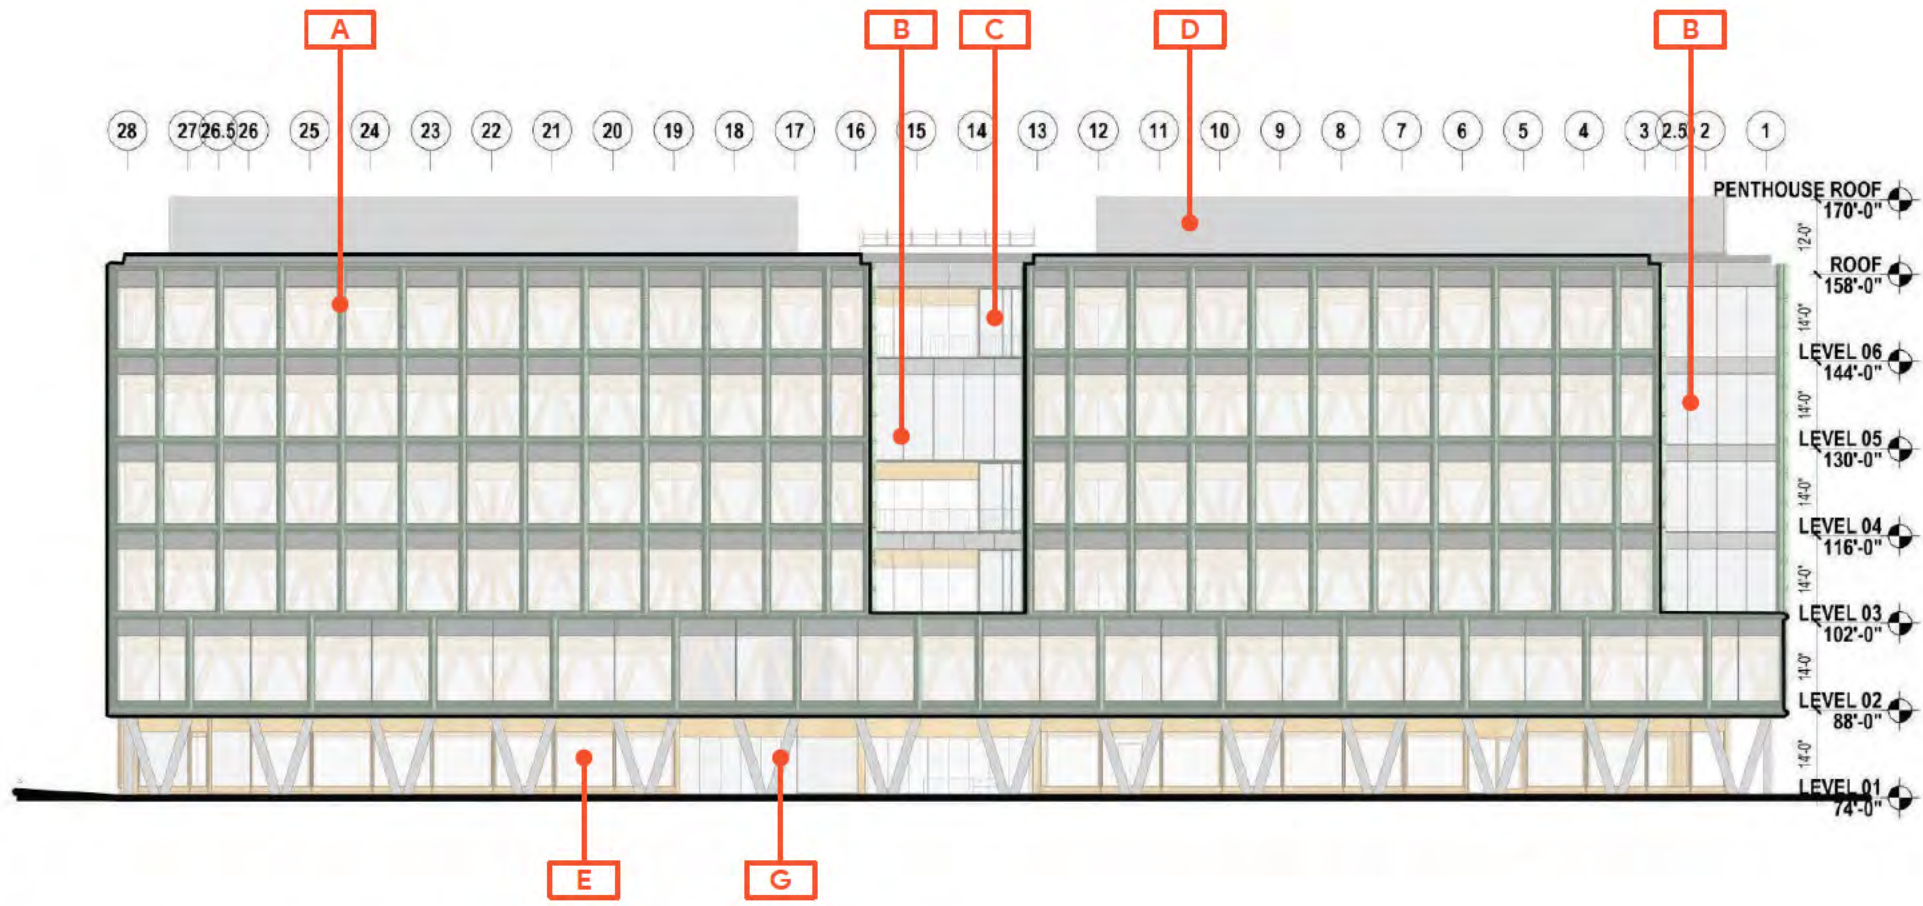 A B C D B
28 27 26.5 26 25 24 23 22 21 20 19 18 17 16 15 14 13 12 11 10 9 8 7 6 5 4 3 2.5 2 1
PENTHOUSE ROOF
170'-0"
12'-0"
ROOF
158'-0"
14'-0"
LEVEL 06
144'-0"
14'-0"
LEVEL 05
130'-0"
14'-0"
LEVEL 04
116'-0"
14'-0"
LEVEL 03
102'-0"
14'-0"
LEVEL 02
88'-0"
14'-0"
LEVEL 01
74'-0"
E G